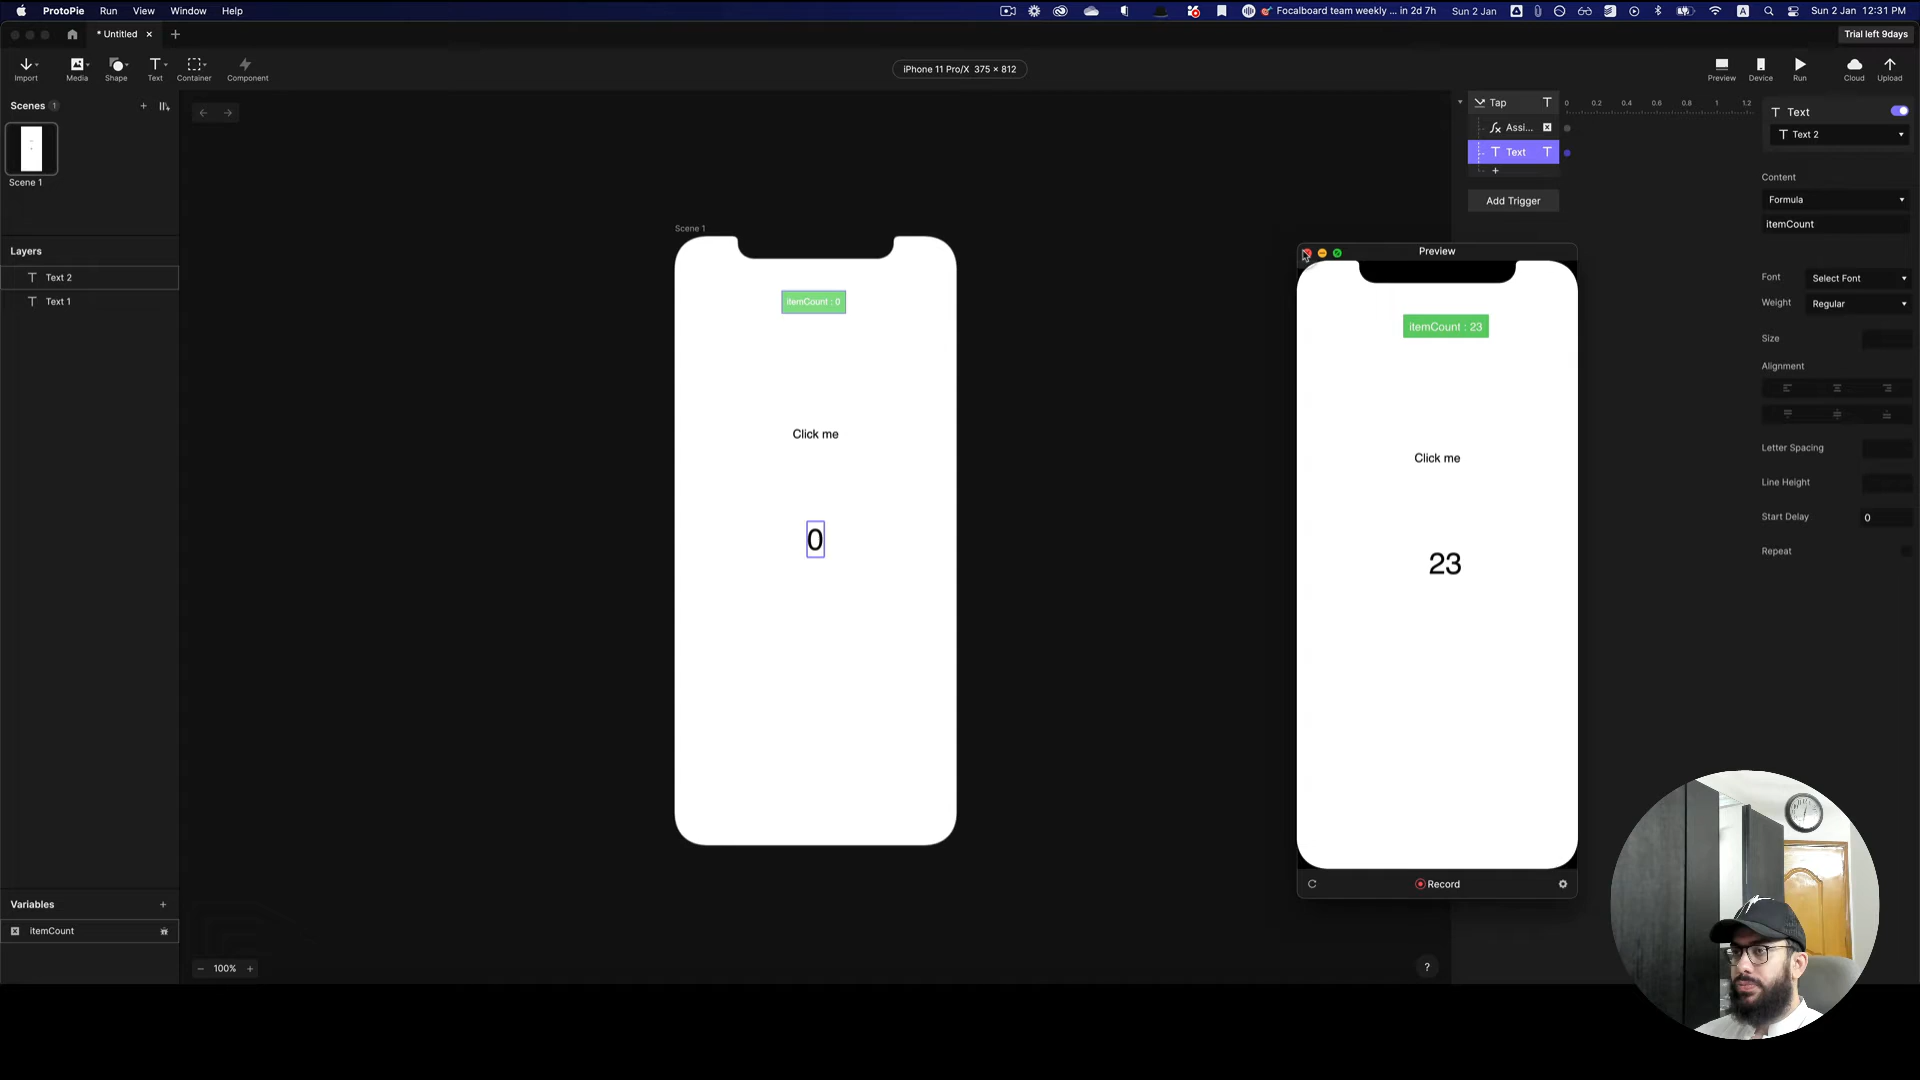 ProtoPie Run View Window Help
Focalboard team weekly ... in 2d 7h Sun 2 Jan A Sun 2 Jan 12:31 PM
* Untitled
Trial left 9days
Import Media Shape Text Container Component
iPhone 11 Pro/X 375 × 812
Preview Device Run Cloud Upload
Scenes 1
Scene 1
Layers
Text 2
Text 1
Variables
itemCount
100%
Scene 1
itemCount : 0
Click me
0
Tap
0 0.2 0.4 0.6 0.8 1 1.2
Assi...
Text
Add Trigger
Preview
itemCount : 23
Click me
23
Record
?
Text
Text 2
Content
Formula
itemCount
Font Select Font
Weight Regular
Size
Alignment
Letter Spacing
Line Height
Start Delay 0
Repeat